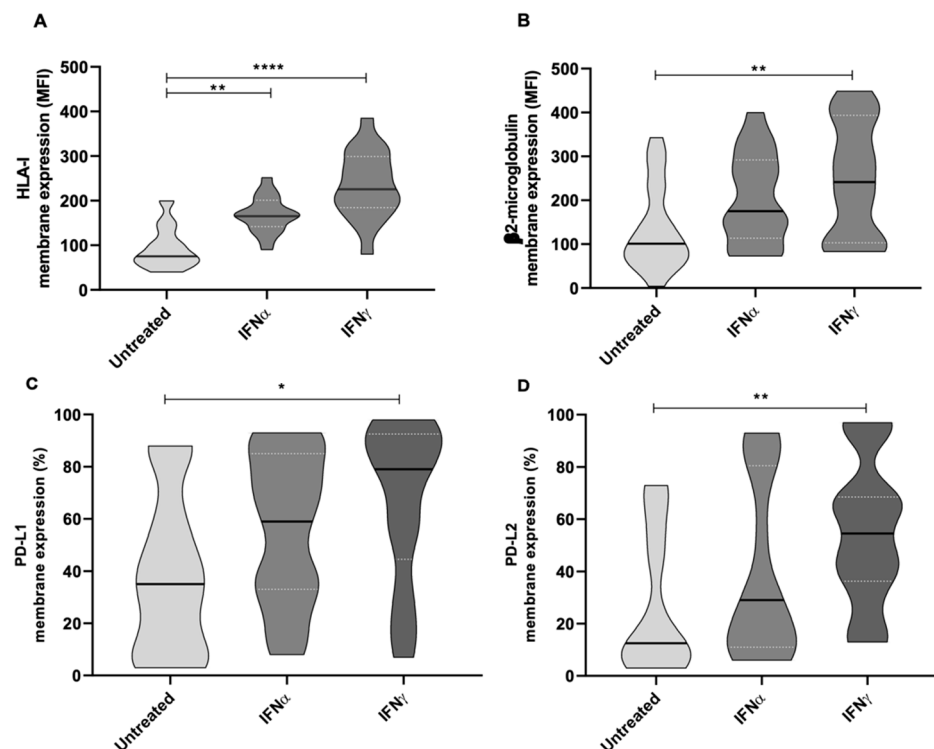 A
HLA-I
membrane expression (MFI)
500
400
300
200
100
0
****
**
Untreated
IFNα
IFNγ
B
β2-microglobulin
membrane expression (MFI)
500
400
300
200
100
0
**
Untreated
IFNα
IFNγ
C
PD-L1
membrane expression (%)
100
80
60
40
20
0
*
Untreated
IFNα
IFNγ
D
PD-L2
membrane expression (%)
100
80
60
40
20
0
**
Untreated
IFNα
IFNγ